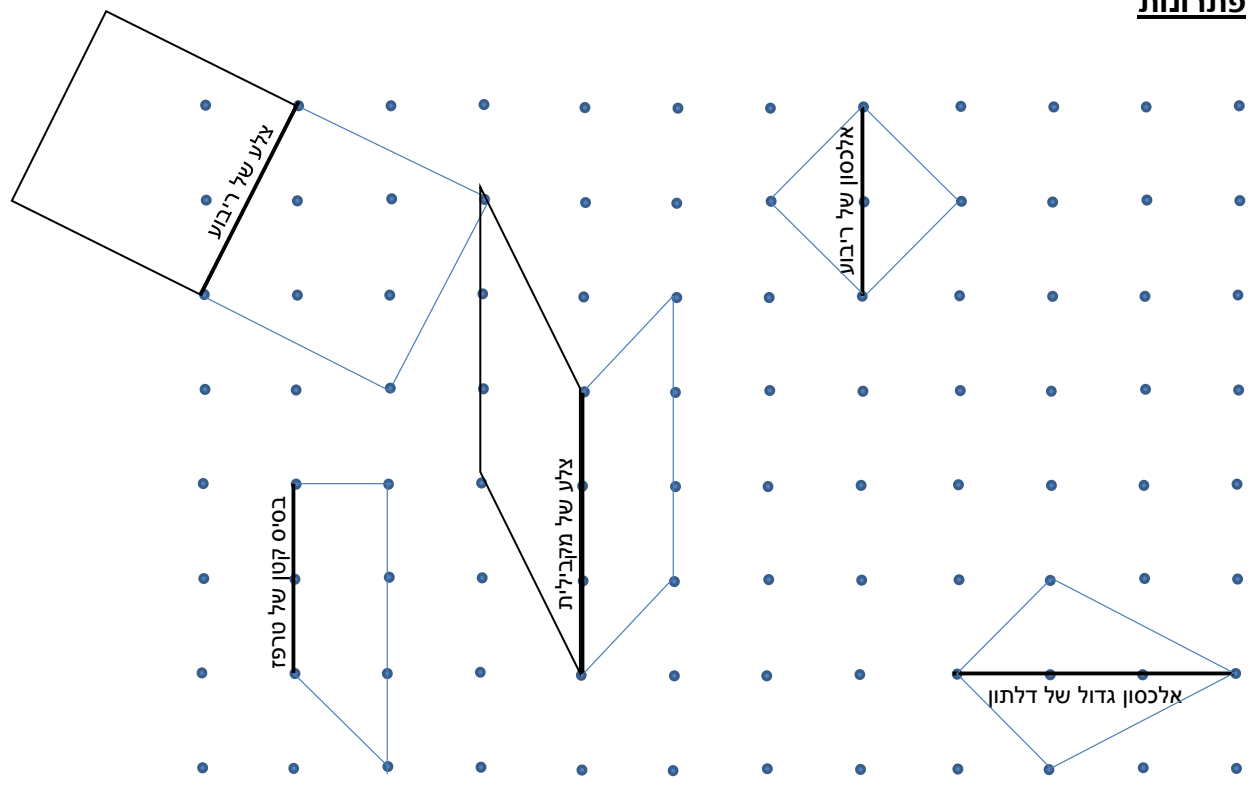 פתרונות
צלע של ריבוע
אלכסון של ריבוע
צלע של מקבילית
בסיס קטן של טרפז
אלכסון גדול של דלתון